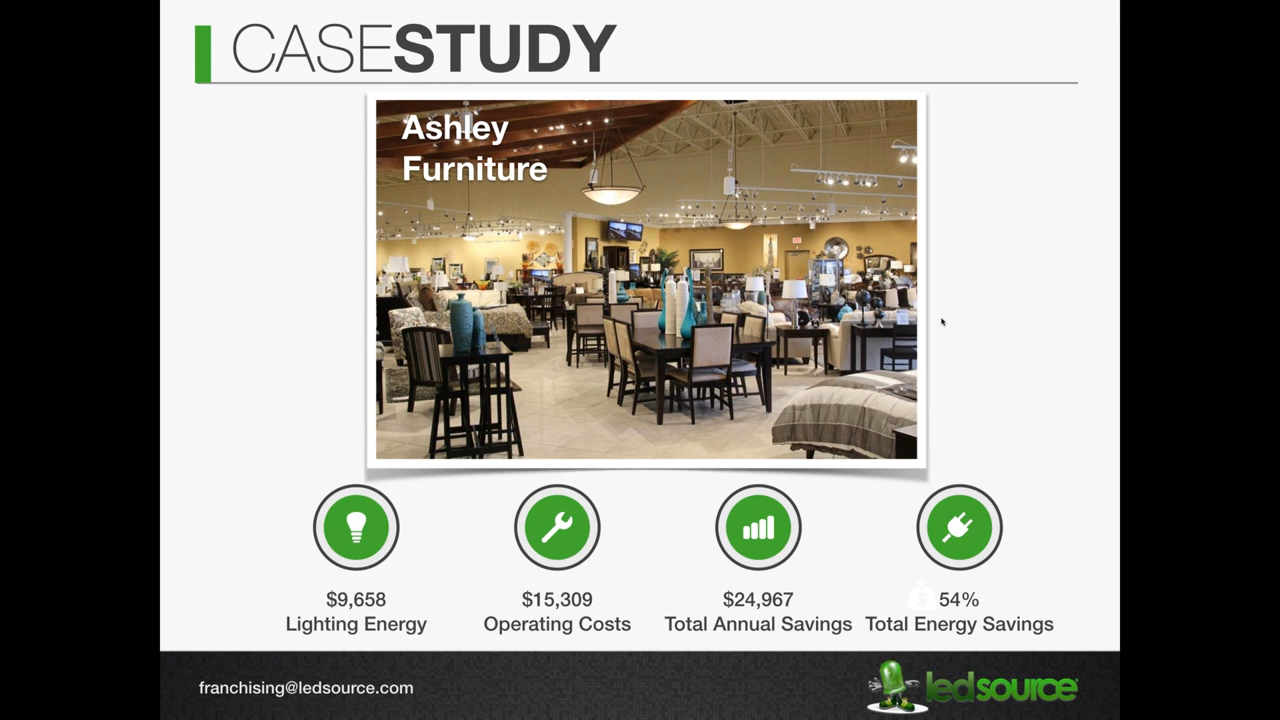 CASESTUDY
Ashley
Furniture
$9,658
Lighting Energy
$15,309
Operating Costs
$24,967
Total Annual Savings
54%
Total Energy Savings
franchising@ledsource.com
ledsource